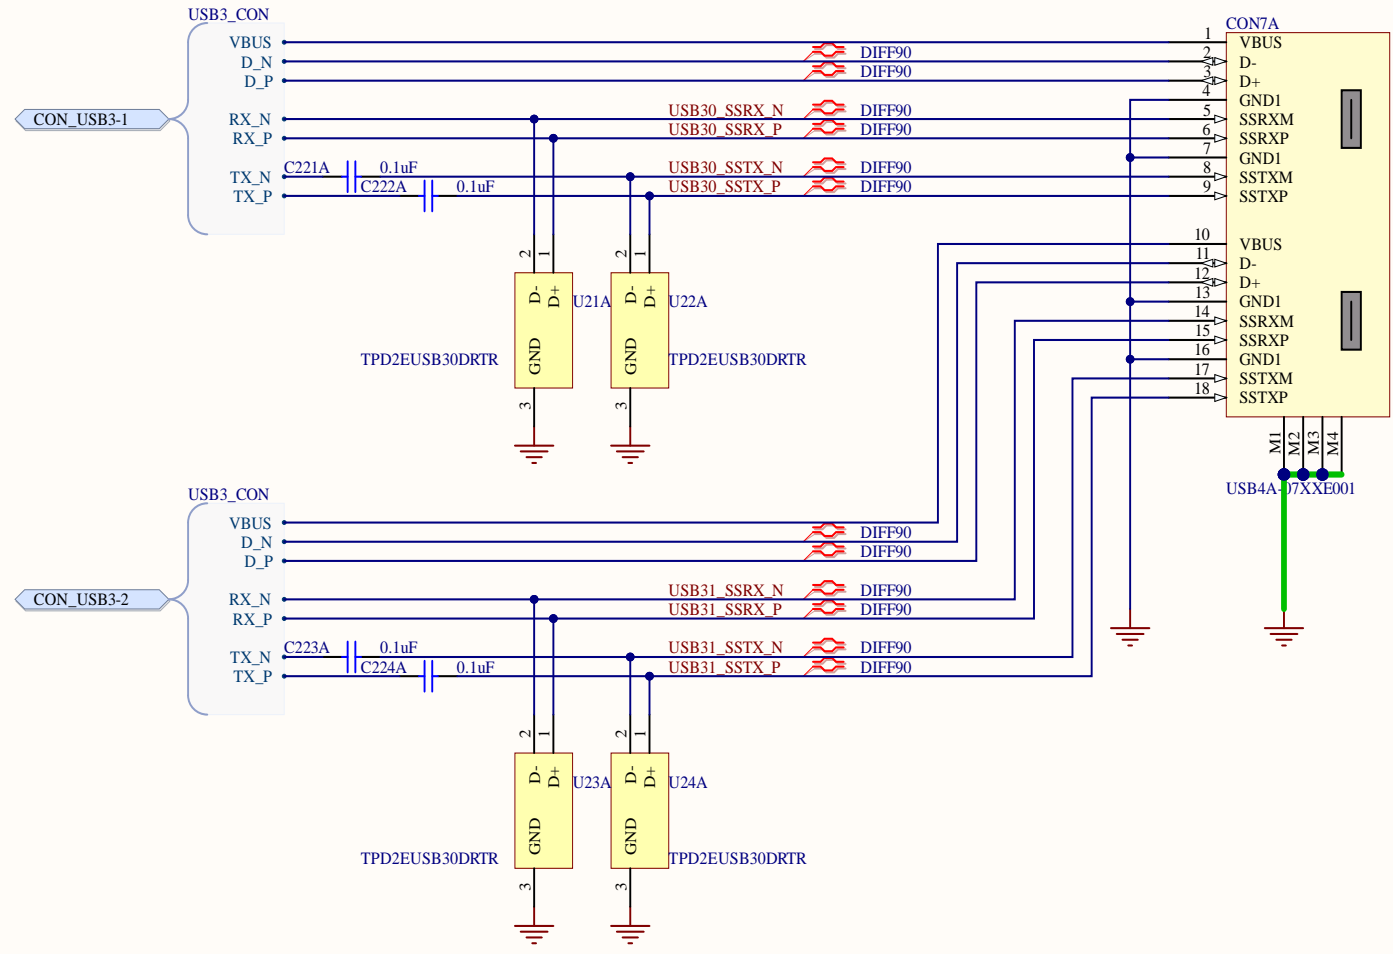 USB3_CON
CON7A
VBUS 1 VBUS
D_N DIFF90 2 D-
D_P DIFF90 3 D+
4 GND1
CON_USB3-1 RX_N USB30_SSRX_N DIFF90 5 SSRXM
RX_P USB30_SSRX_P DIFF90 6 SSRXP
7 GND1
TX_N C221A 0.1uF USB30_SSTX_N DIFF90 8 SSTXM
TX_P C222A 0.1uF USB30_SSTX_P DIFF90 9 SSTXP
10 VBUS
2 1 2 1 11 D-
12 D+
D- D+ U21A D- D+ U22A 13 GND1
14 SSRXM
15 SSRXP
TPD2EUSB30DRTR GND GND TPD2EUSB30DRTR 16 GND1
17 SSTXM
3 3 18 SSTXP
M1 M2 M3 M4
USB4A-07XXE001
USB3_CON
VBUS
D_N DIFF90
D_P DIFF90
CON_USB3-2 RX_N USB31_SSRX_N DIFF90
RX_P USB31_SSRX_P DIFF90
TX_N C223A 0.1uF USB31_SSTX_N DIFF90
TX_P C224A 0.1uF USB31_SSTX_P DIFF90
2 1 2 1
D- D+ U23A D- D+ U24A
TPD2EUSB30DRTR GND GND TPD2EUSB30DRTR
3 3